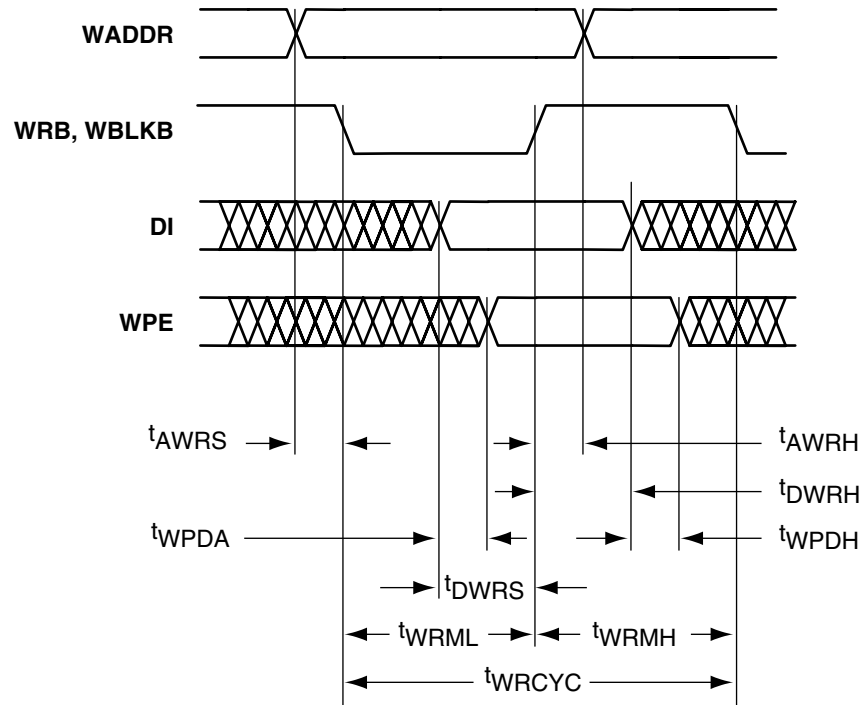 WADDR
WRB, WBLKB
DI
WPE
tAWRS
tAWRH
tDWRH
tWPDA
tWPDH
tDWRS
tWRML
tWRMH
tWRCYC